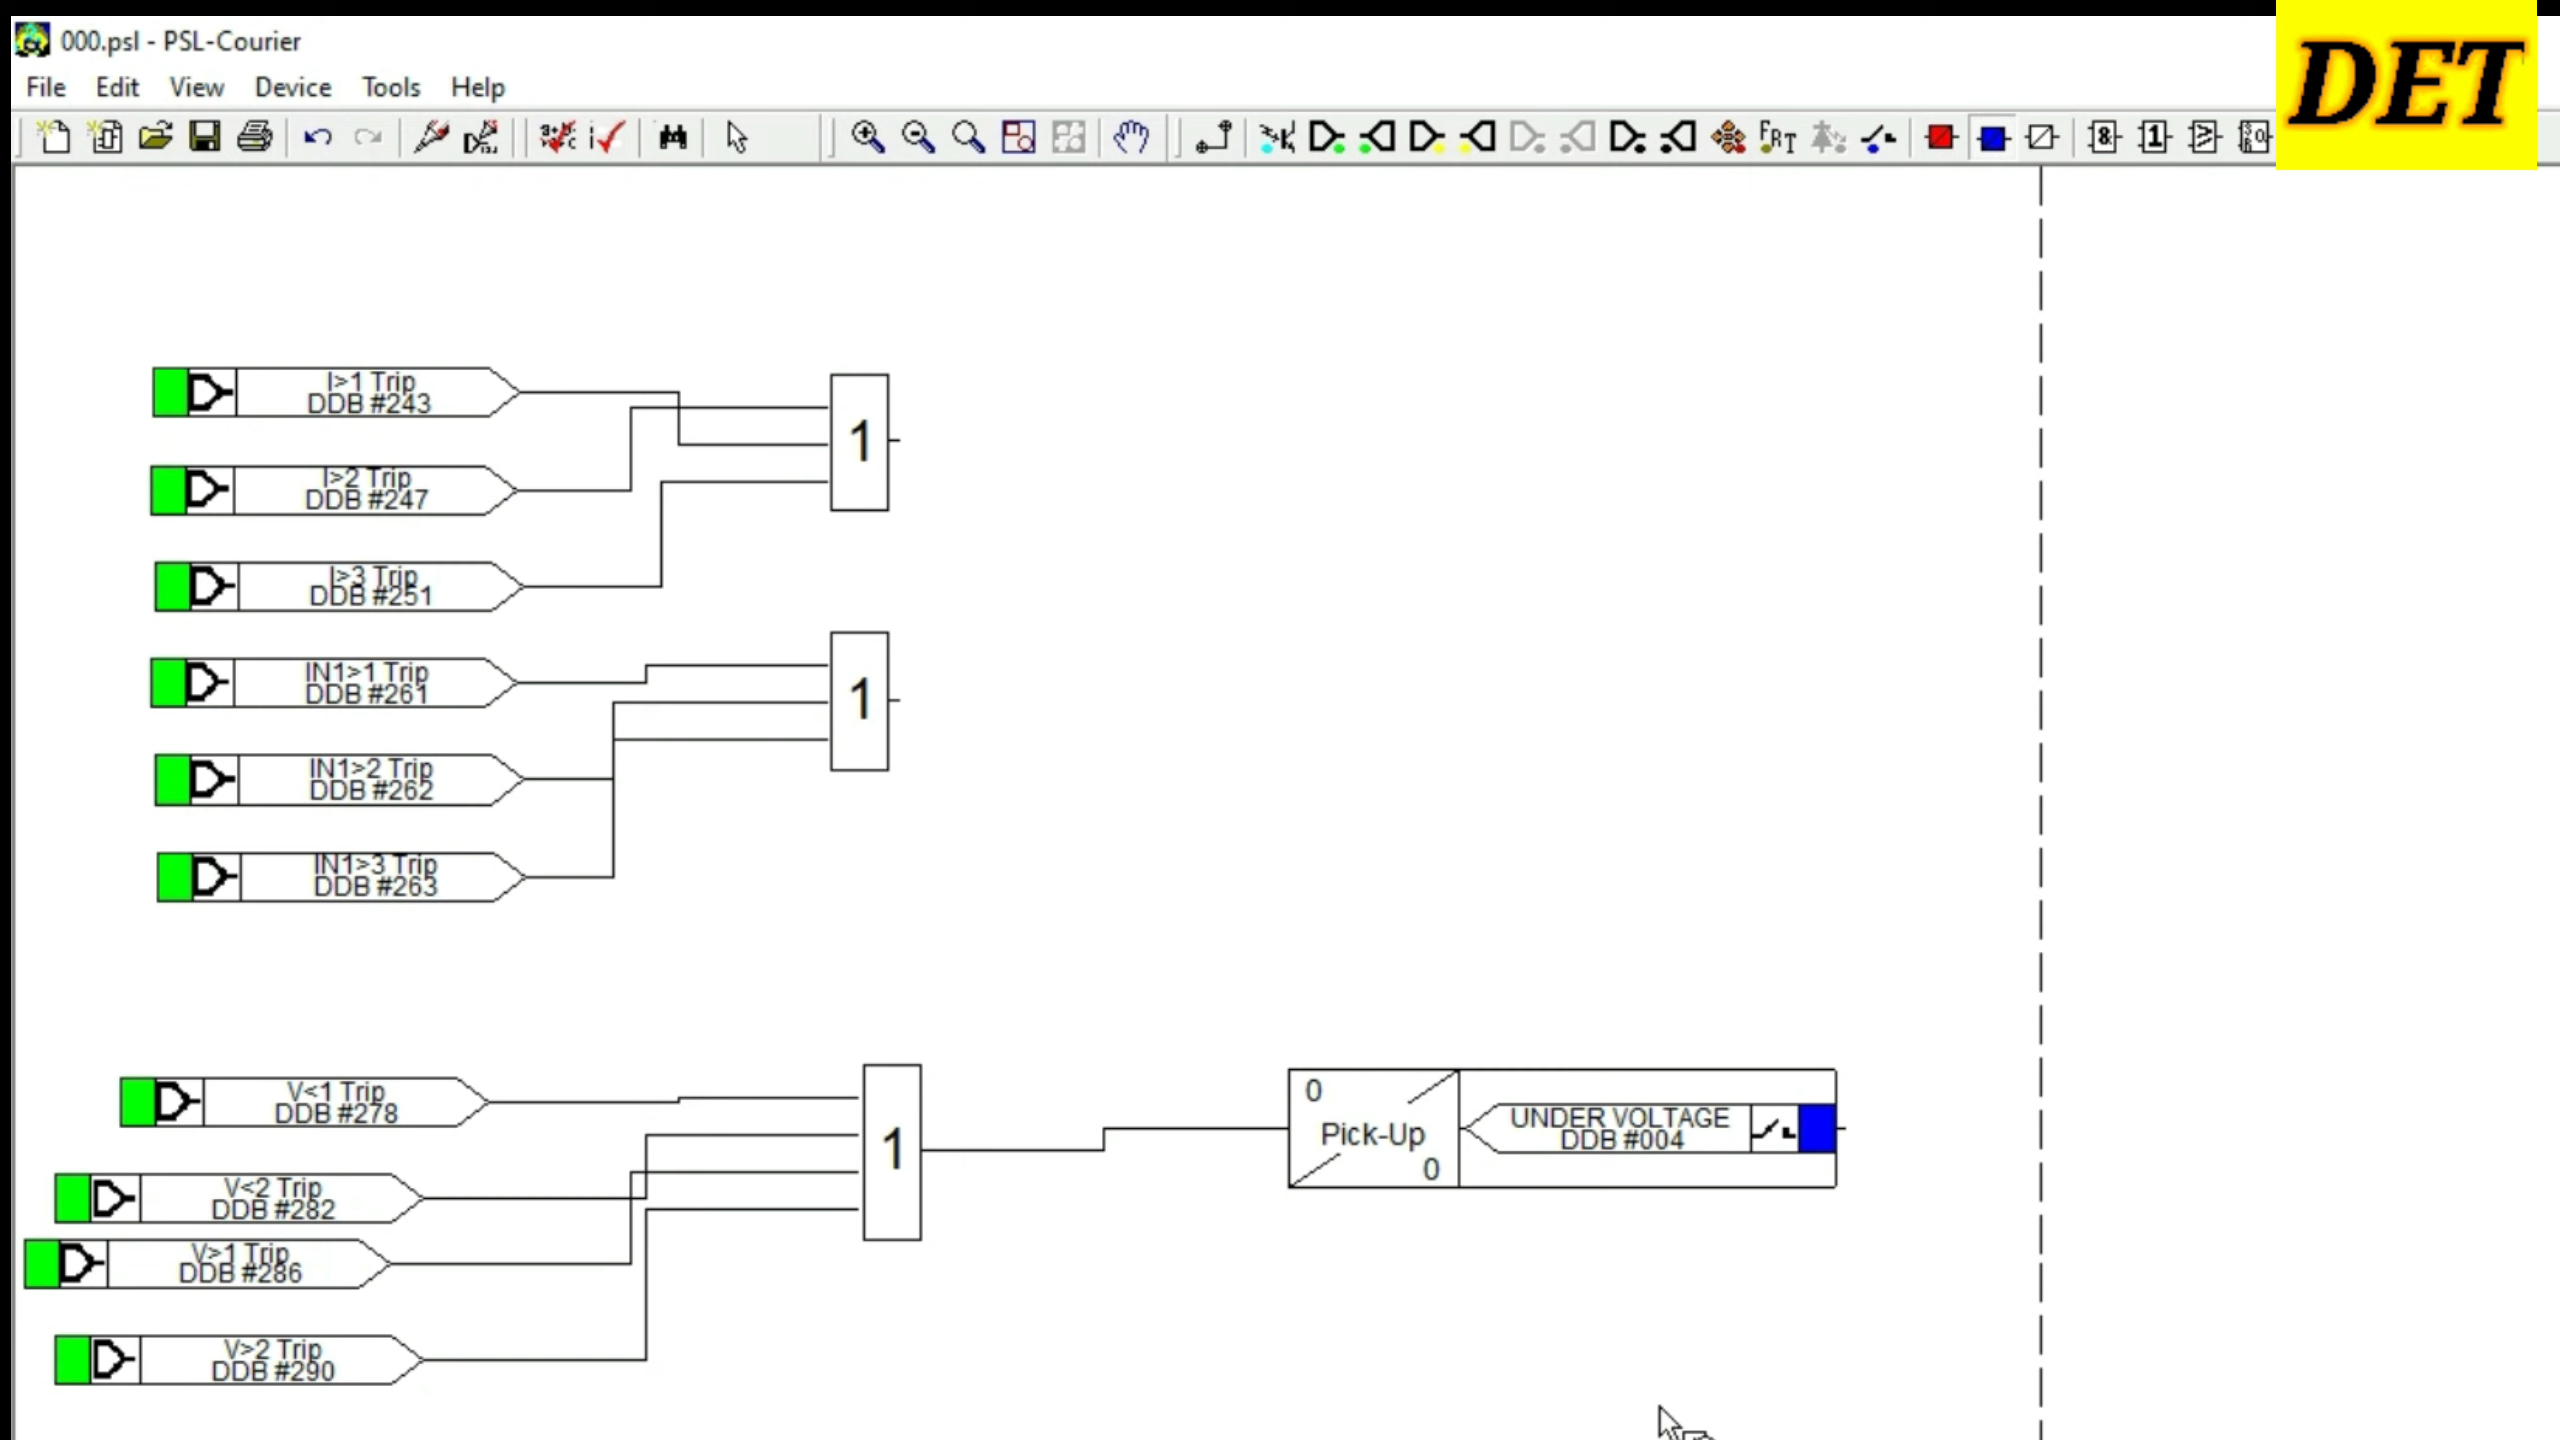 000.psl - PSL-Courier
DET
File Edit View Device Tools Help
I>1 Trip
DDB #243
1
I>2 Trip
DDB #247
I>3 Trip
DDB #251
IN1>1 Trip
DDB #261
1
IN1>2 Trip
DDB #262
IN1>3 Trip
DDB #263
V<1 Trip
DDB #278
1
0
Pick-Up
0
UNDER VOLTAGE
DDB #004
V<2 Trip
DDB #282
V>1 Trip
DDB #286
V>2 Trip
DDB #290